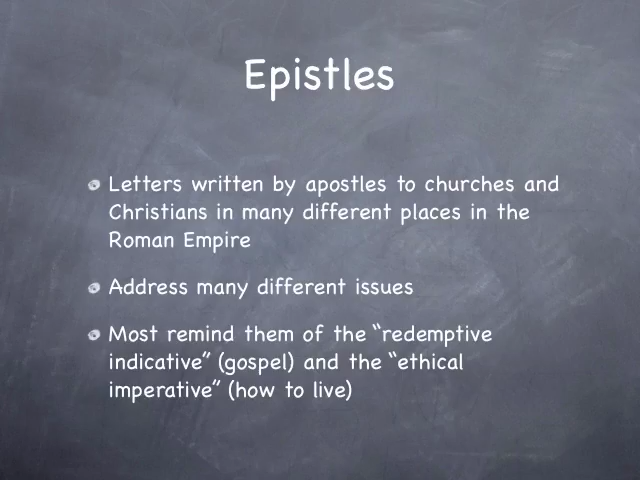 Epistles
Letters written by apostles to churches and
Christians in many different places in the
Roman Empire
Address many different issues
Most remind them of the “redemptive
indicative” (gospel) and the “ethical
imperative” (how to live)